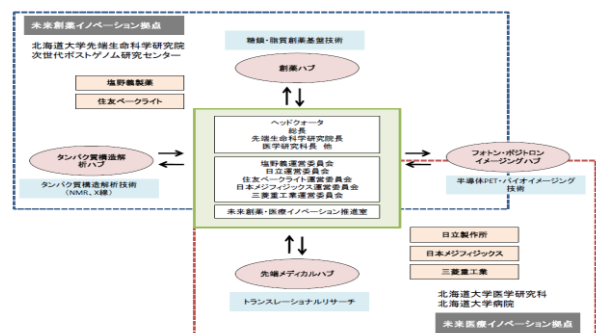 未来創薬イノベーション拠点
北海道大学先端生命科学研究院
次世代ポストゲノム研究センター
塩野義製薬
住友ベークライト
糖鎖・脂質創薬基盤技術
創薬ハブ
ヘッドクォータ
総長
先端生命科学研究院長
医学研究科長 他
塩野義運営委員会
日立運営委員会
住友ベークライト運営委員会
日本メジフィジックス運営委員会
三菱重工業運営委員会
未来創薬・医療イノベーション推進室
タンパク質構造解
析ハブ
タンパク質構造解析技術
(NMR、X線)
フォトン・ポジトロン
イメージングハブ
半導体PET・バイオイメージング
技術
先端メディカルハブ
トランスレーショナルリサーチ
日立製作所
日本メジフィジックス
三菱重工業
北海道大学医学研究科
北海道大学病院
未来医療イノベーション拠点